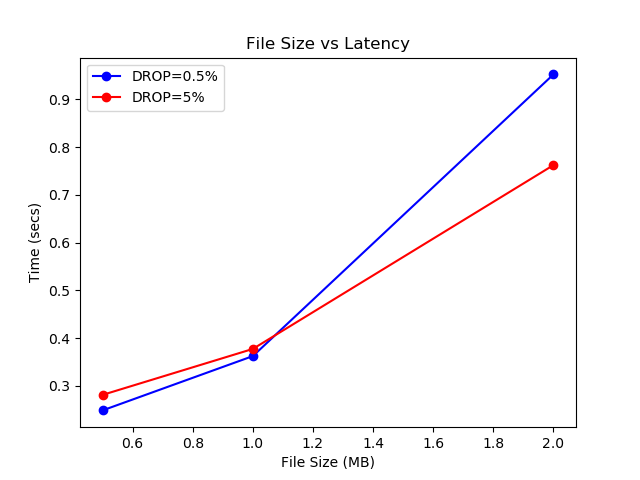 File Size vs Latency
DROP=0.5%
DROP=5%
0.9
0.8
0.7
0.6
0.5
0.4
0.3
Time (secs)
0.6 0.8 1.0 1.2 1.4 1.6 1.8 2.0
File Size (MB)